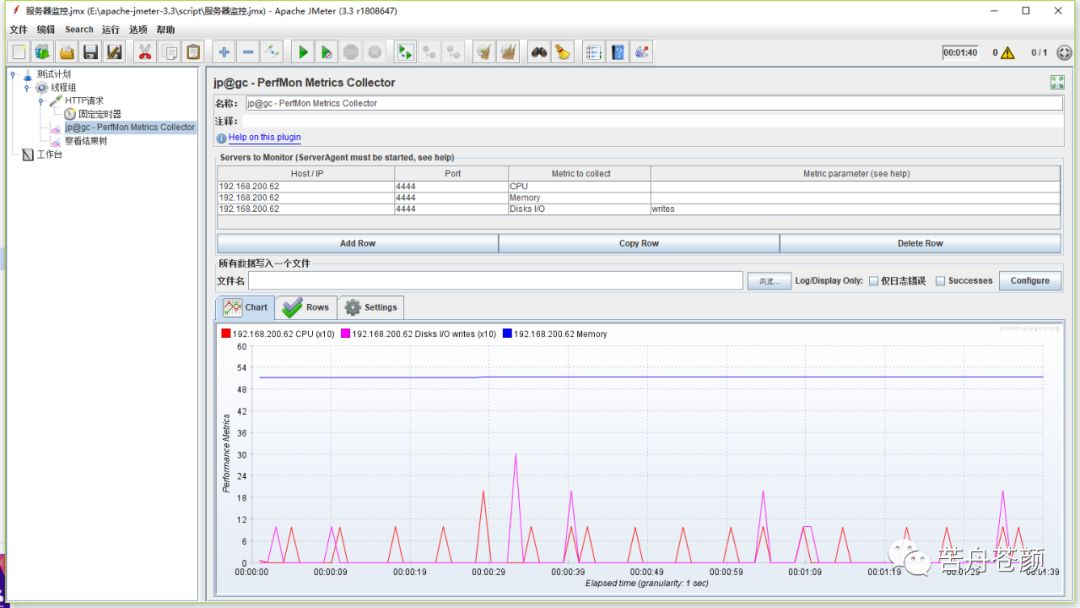 服务器监控.jmx (E:\apache-jmeter-3.3\script\服务器监控.jmx) - Apache JMeter (3.3 r1808647)
文件 编辑 Search 运行 选项 帮助
00:01:40 0 0 / 1
测试计划
线程组
HTTP请求
固定定时器
jp@gc - PerfMon Metrics Collector
察看结果树
工作台
jp@gc - PerfMon Metrics Collector
名称: jp@gc - PerfMon Metrics Collector
注释:
Help on this plugin
Servers to Monitor (ServerAgent must be started, see help)
Host / IP Port Metric to collect Metric parameter (see help)
192.168.200.62 4444 CPU
192.168.200.62 4444 Memory
192.168.200.62 4444 Disks I/O writes
Add Row Copy Row Delete Row
所有数据写入一个文件
文件名 浏览... Log/Display Only: 仅日志错误 Successes Configure
Chart Rows Settings
192.168.200.62 CPU (x10) 192.168.200.62 Disks I/O writes (x10) 192.168.200.62 Memory
jmeter-plugins.org
60
54
48
42
36
30
24
18
12
6
0
Performance Metrics
00:00:00 00:00:09 00:00:19 00:00:29 00:00:39 00:00:49 00:00:59 00:01:09 00:01:19 00:01:29 00:01:39
Elapsed time (granularity: 1 sec)
苦舟苍颜